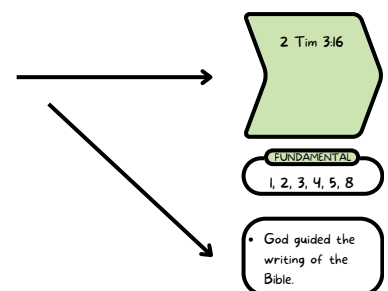 2 Tim 3:16
FUNDAMENTAL
1, 2, 3, 4, 5, 8
• God guided the
writing of the
Bible.